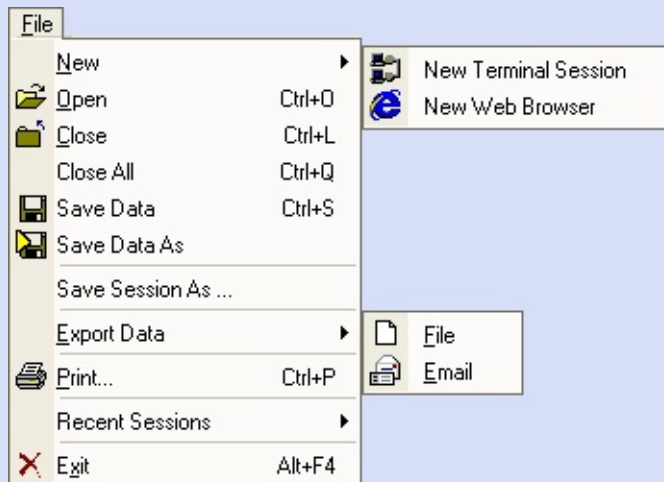 File
New
New Terminal Session
Open Ctrl+O
New Web Browser
Close Ctrl+L
Close All Ctrl+Q
Save Data Ctrl+S
Save Data As
Save Session As ...
Export Data
File
Print... Ctrl+P
Email
Recent Sessions
Exit Alt+F4